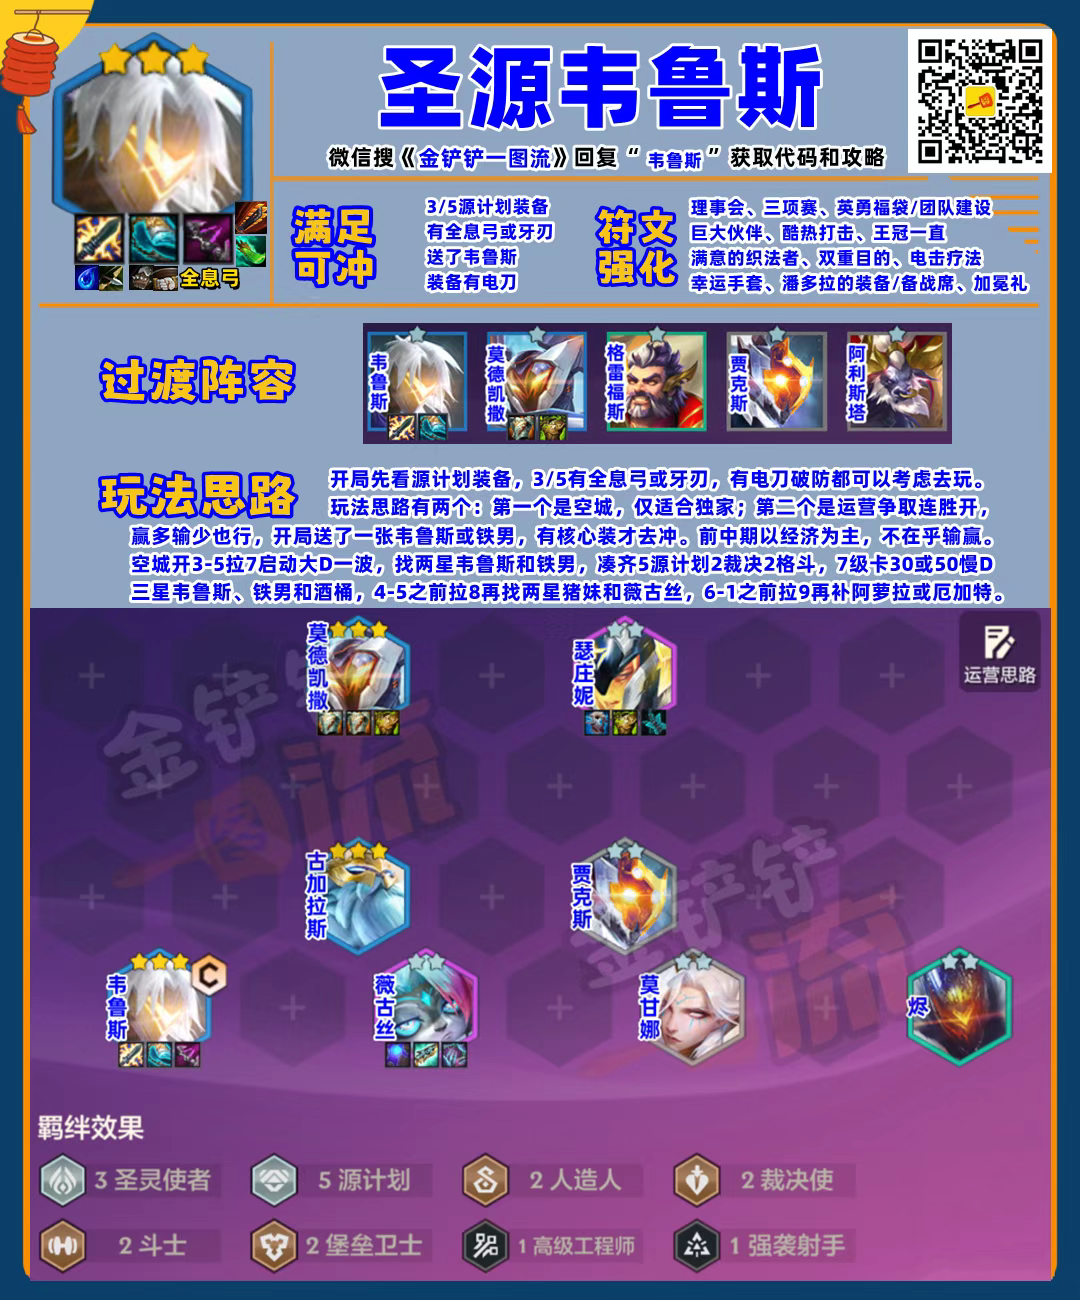 圣源韦鲁斯
微信搜《金铲铲一图流》回复“韦鲁斯”获取代码和攻略
全息弓
满足
可冲
3/5源计划装备
有全息弓或牙刃
送了韦鲁斯
装备有电刀
符文
强化
理事会、三项赛、英勇福袋/团队建设
巨大伙伴、酷热打击、王冠一直
满意的织法者、双重目的、电击疗法
幸运手套、潘多拉的装备/备战席、加冕礼
过渡阵容
韦鲁斯
莫德凯撒
格雷福斯
贾克斯
阿利斯塔
玩法思路
开局先看源计划装备，3/5有全息弓或牙刃，有电刀破防都可以考虑去玩。
玩法思路有两个：第一个是空城，仅适合独家；第二个是运营争取连胜开，
赢多输少也行，开局送了一张韦鲁斯或铁男，有核心装才去冲。前中期以经济为主，不在乎输赢。
空城开3-5拉7启动大D一波，找两星韦鲁斯和铁男，凑齐5源计划2裁决2格斗，7级卡30或50慢D
三星韦鲁斯、铁男和酒桶，4-5之前拉8再找两星猪妹和薇古丝，6-1之前拉9再补阿萝拉或厄加特。
运营思路
莫德凯撒
瑟庄妮
古加拉斯
贾克斯
韦鲁斯
C
薇古丝
莫甘娜
烬
金铲铲
一图流
金铲铲
流
羁绊效果
3 圣灵使者
5 源计划
2 人造人
2 裁决使
2 斗士
2 堡垒卫士
1 高级工程师
1 强袭射手